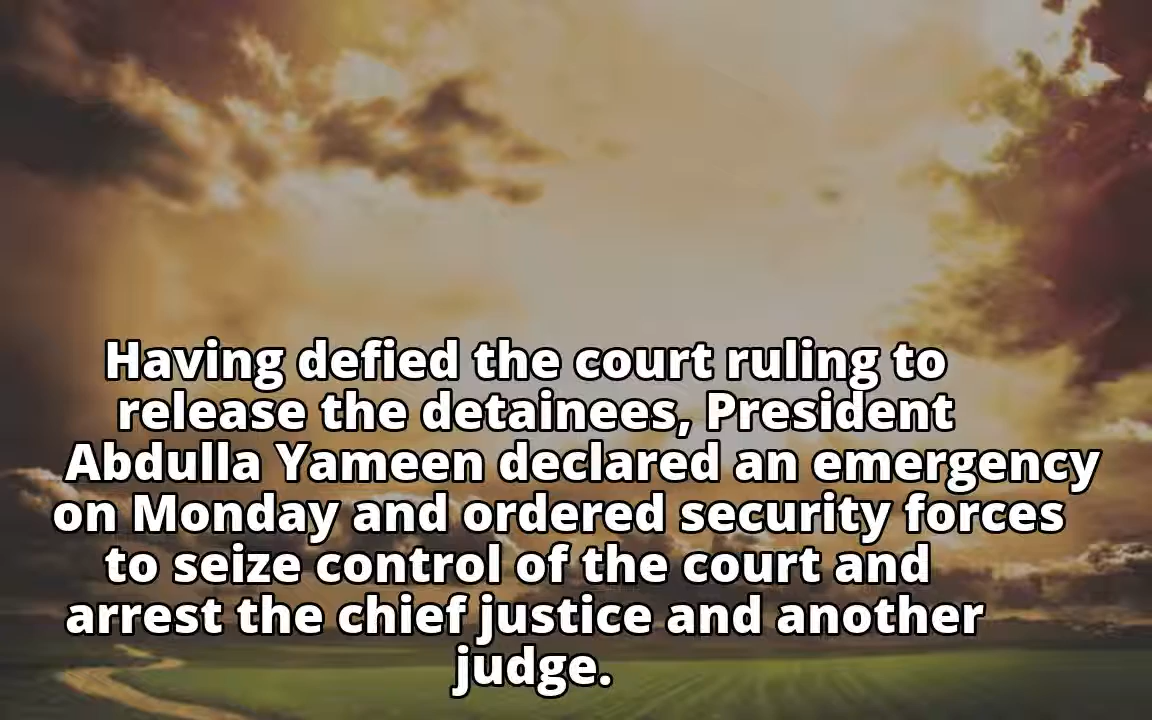 Having defied the court ruling to
release the detainees, President
Abdulla Yameen declared an emergency
on Monday and ordered security forces
to seize control of the court and
arrest the chief justice and another
judge.